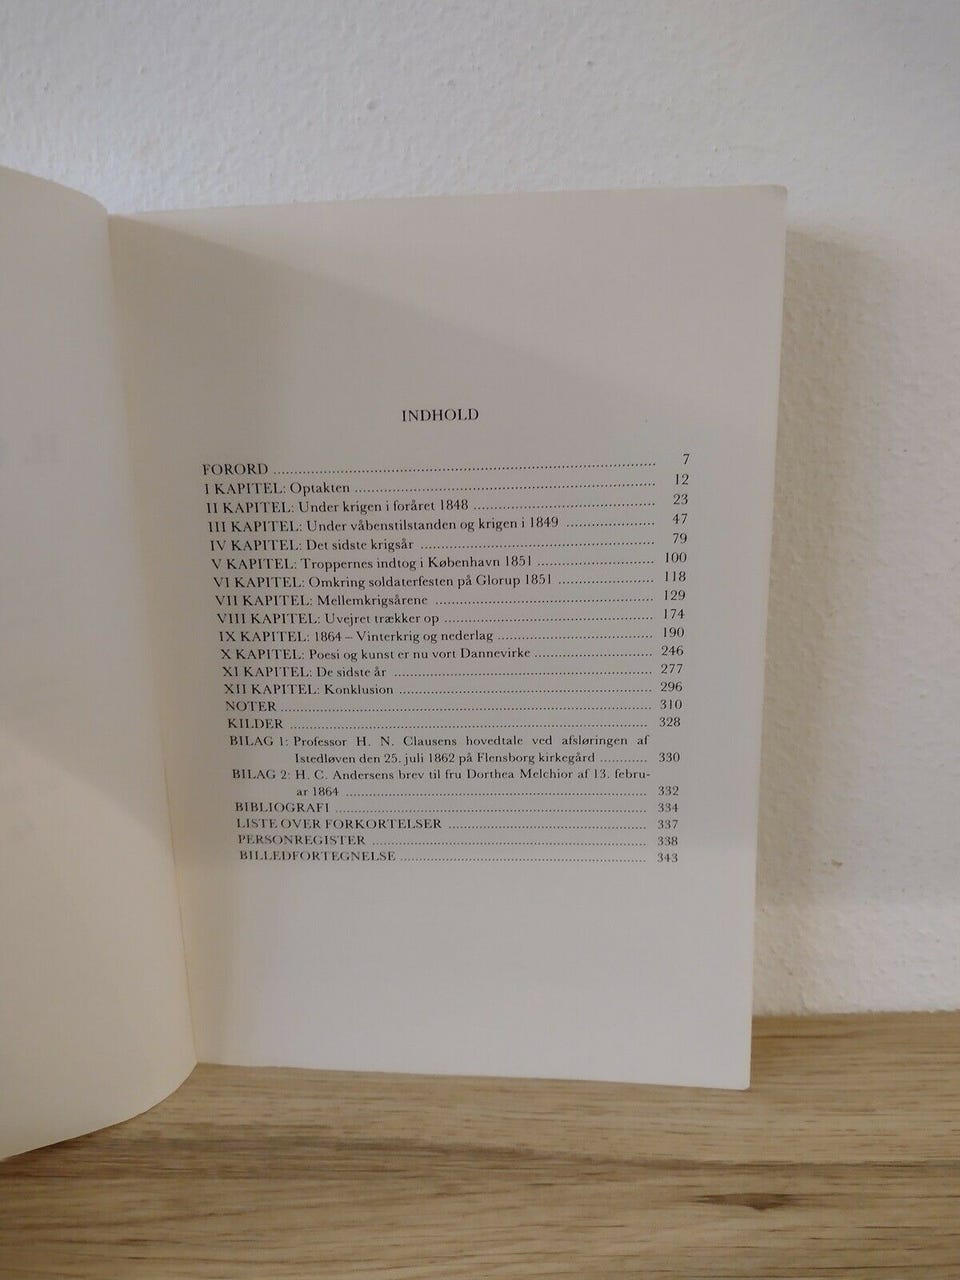 INDHOLD
FORORD ........ 7
I KAPITEL: Optakten ........ 12
II KAPITEL: Under krigen i foråret 1848 ........ 23
III KAPITEL: Under våbenstilstanden og krigen i 1849 ........ 47
IV KAPITEL: Det sidste krigsår ........ 79
V KAPITEL: Troppernes indtog i København 1851 ........ 100
VI KAPITEL: Omkring soldaterfesten på Glorup 1851 ........ 118
VII KAPITEL: Mellemkrigsårene ........ 129
VIII KAPITEL: Uvejret trækker op ........ 174
IX KAPITEL: 1864 – Vinterkrig og nederlag ........ 190
X KAPITEL: Poesi og kunst er nu vort Dannevirke ........ 246
XI KAPITEL: De sidste år ........ 277
XII KAPITEL: Konklusion ........ 296
NOTER ........ 310
KILDER ........ 328
BILAG 1: Professor H. N. Clausens hovedtale ved afsløringen af
Istedløven den 25. juli 1862 på Flensborg kirkegård ........ 330
BILAG 2: H. C. Andersens brev til fru Dorthea Melchior af 13. febru-
ar 1864 ........ 332
BIBLIOGRAFI ........ 334
LISTE OVER FORKORTELSER ........ 337
PERSONREGISTER ........ 338
BILLEDFORTEGNELSE ........ 343